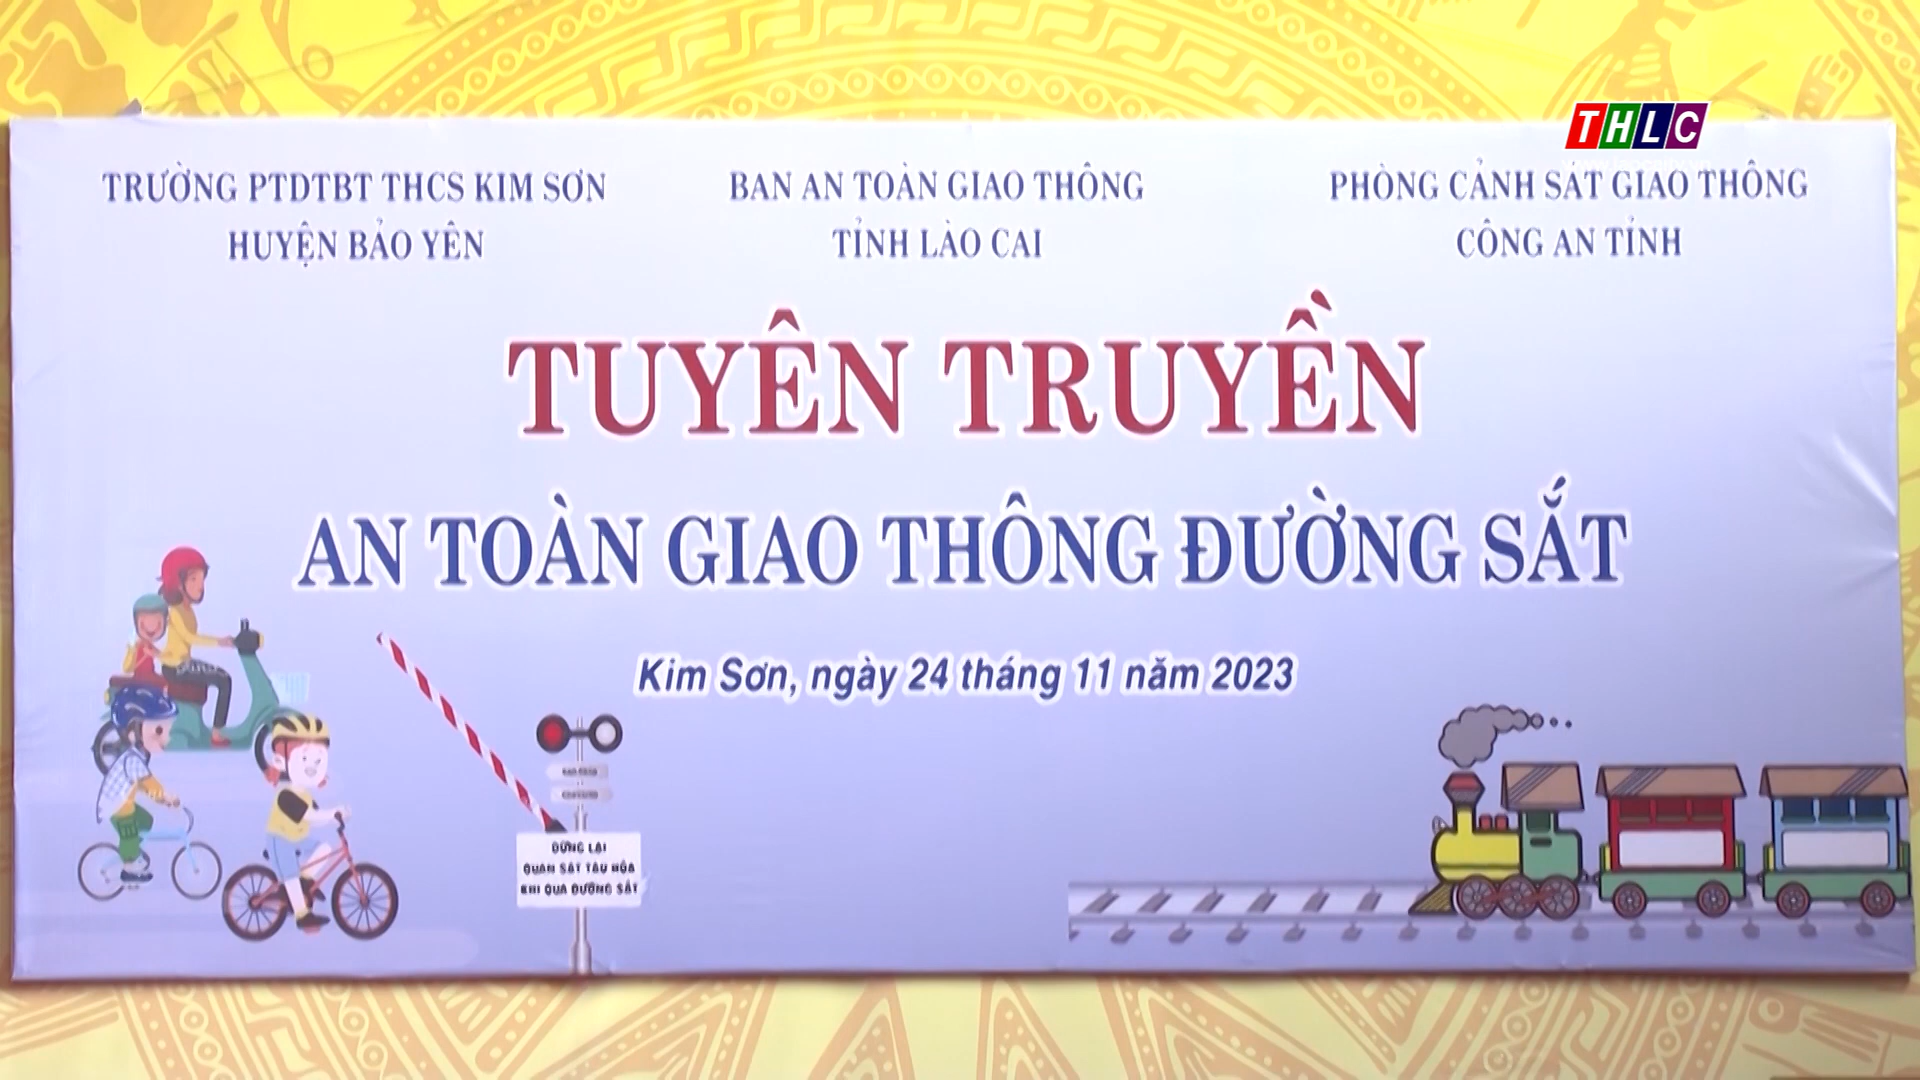 THLC
TRƯỜNG PTDTBT THCS KIM SƠN
HUYỆN BẢO YÊN
BAN AN TOÀN GIAO THÔNG
TỈNH LÀO CAI
PHÒNG CẢNH SÁT GIAO THÔNG
CÔNG AN TỈNH
TUYÊN TRUYỀN
AN TOÀN GIAO THÔNG ĐƯỜNG SẮT
Kim Sơn, ngày 24 tháng 11 năm 2023
DỪNG LẠI
QUAN SÁT TÀU HỎA
KHI QUA ĐƯỜNG SẮT